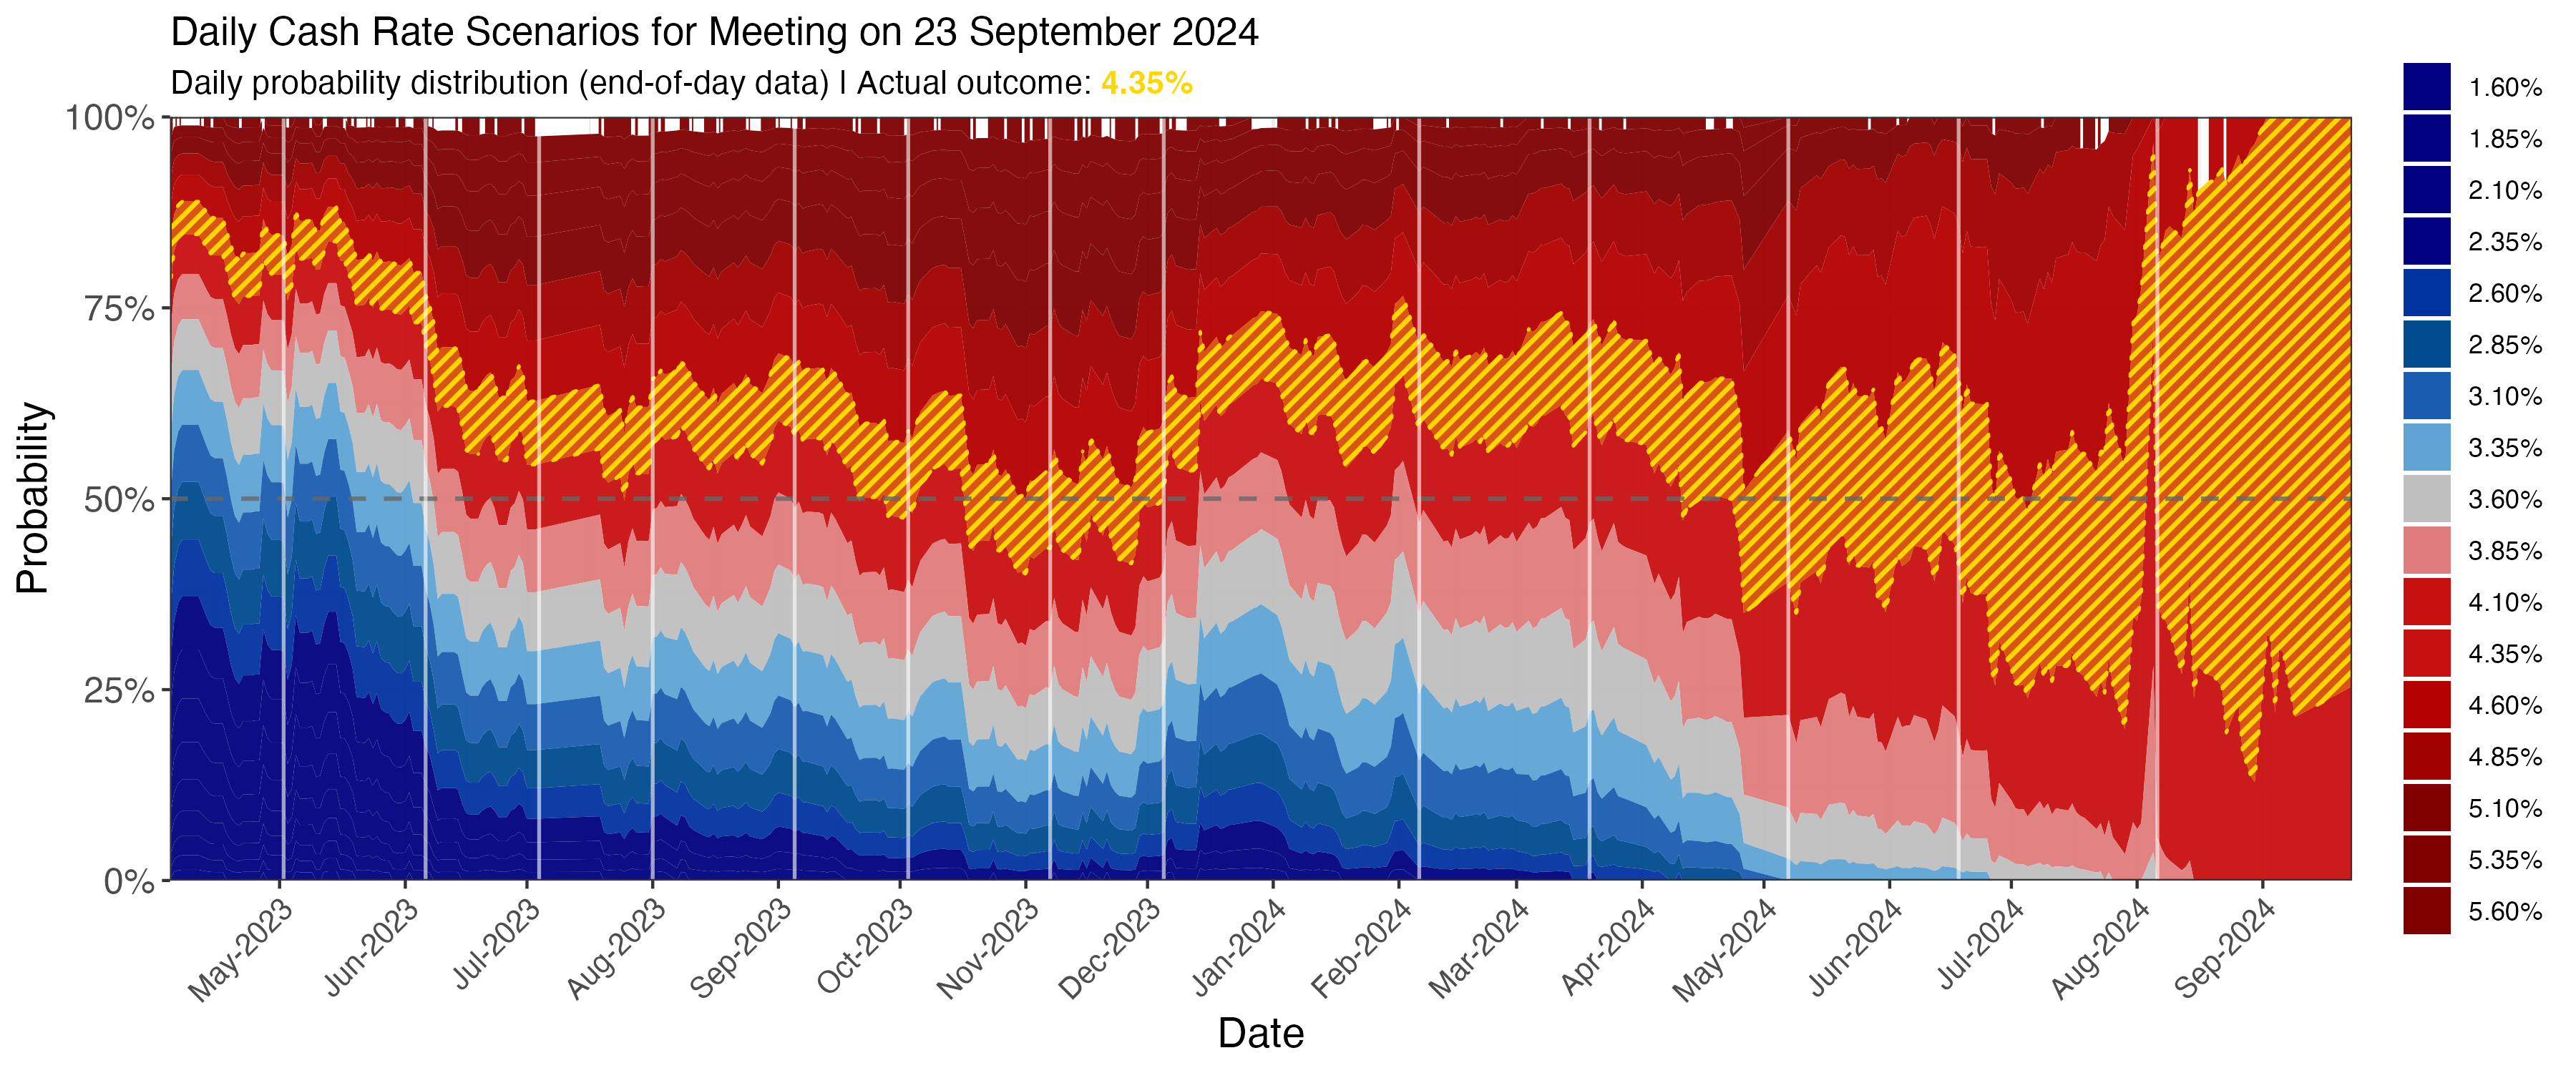 Daily Cash Rate Scenarios for Meeting on 23 September 2024
Daily probability distribution (end-of-day data) | Actual outcome: 4.35%
Probability
100%
75%
50%
25%
0%
May-2023
Jun-2023
Jul-2023
Aug-2023
Sep-2023
Oct-2023
Nov-2023
Dec-2023
Jan-2024
Feb-2024
Mar-2024
Apr-2024
May-2024
Jun-2024
Jul-2024
Aug-2024
Sep-2024
Date
1.60%
1.85%
2.10%
2.35%
2.60%
2.85%
3.10%
3.35%
3.60%
3.85%
4.10%
4.35%
4.60%
4.85%
5.10%
5.35%
5.60%